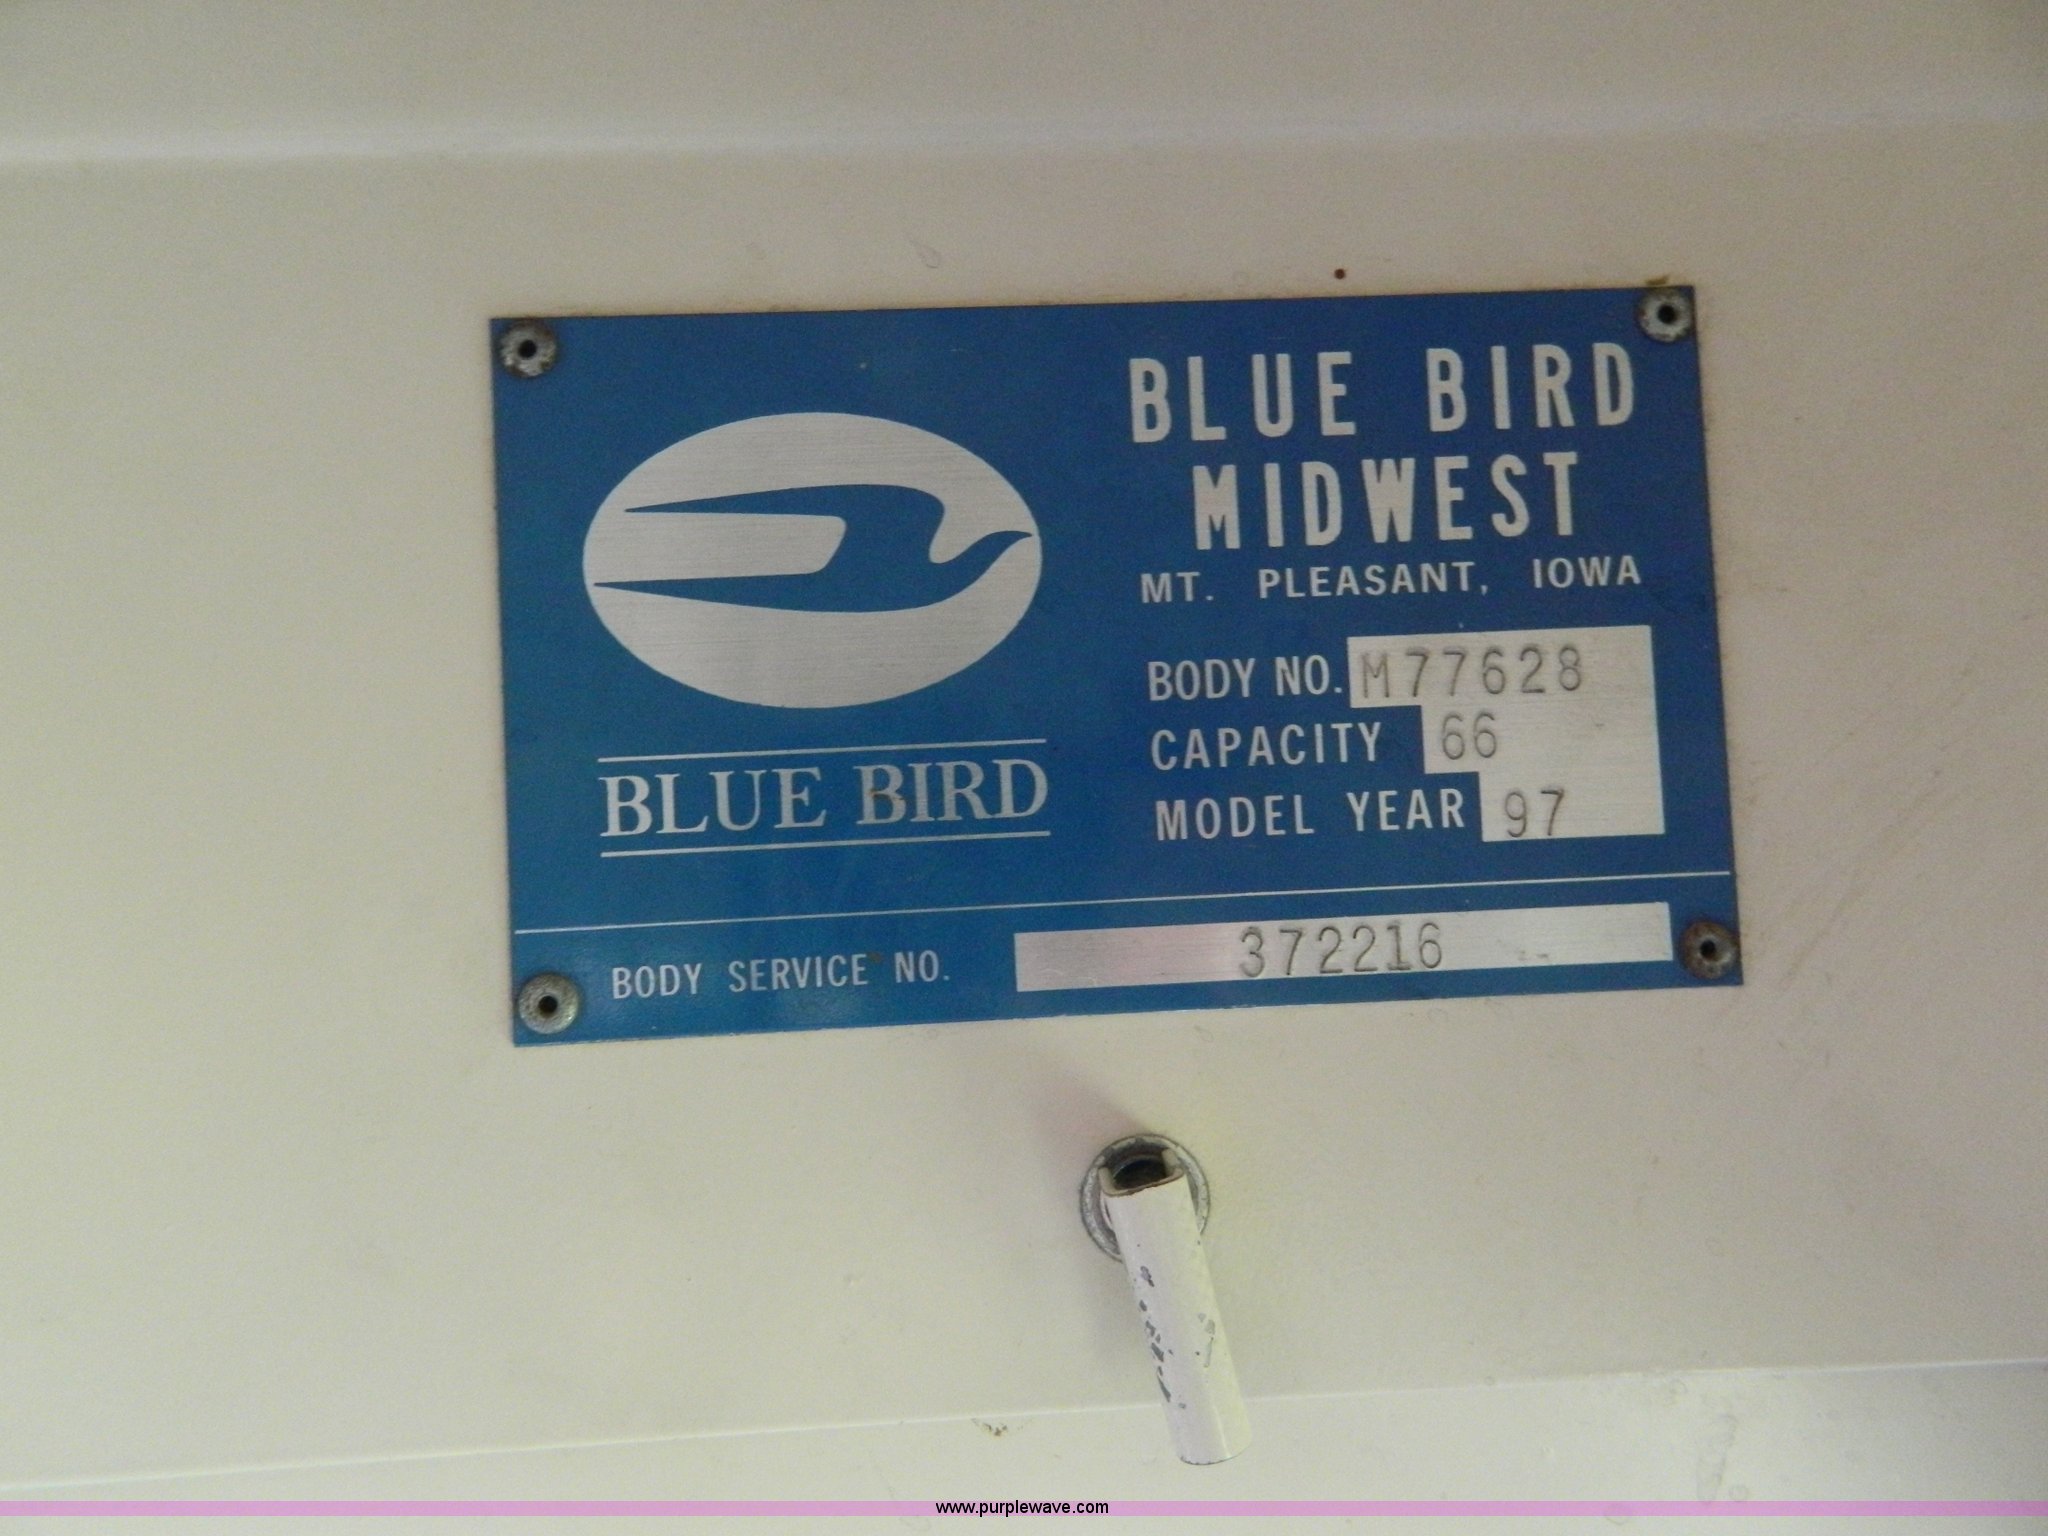 BLUE BIRD
MIDWEST
MT. PLEASANT, IOWA
BODY NO. M77628
CAPACITY 66
MODEL YEAR 97
BLUE BIRD
BODY SERVICE NO. 372216
www.purplewave.com